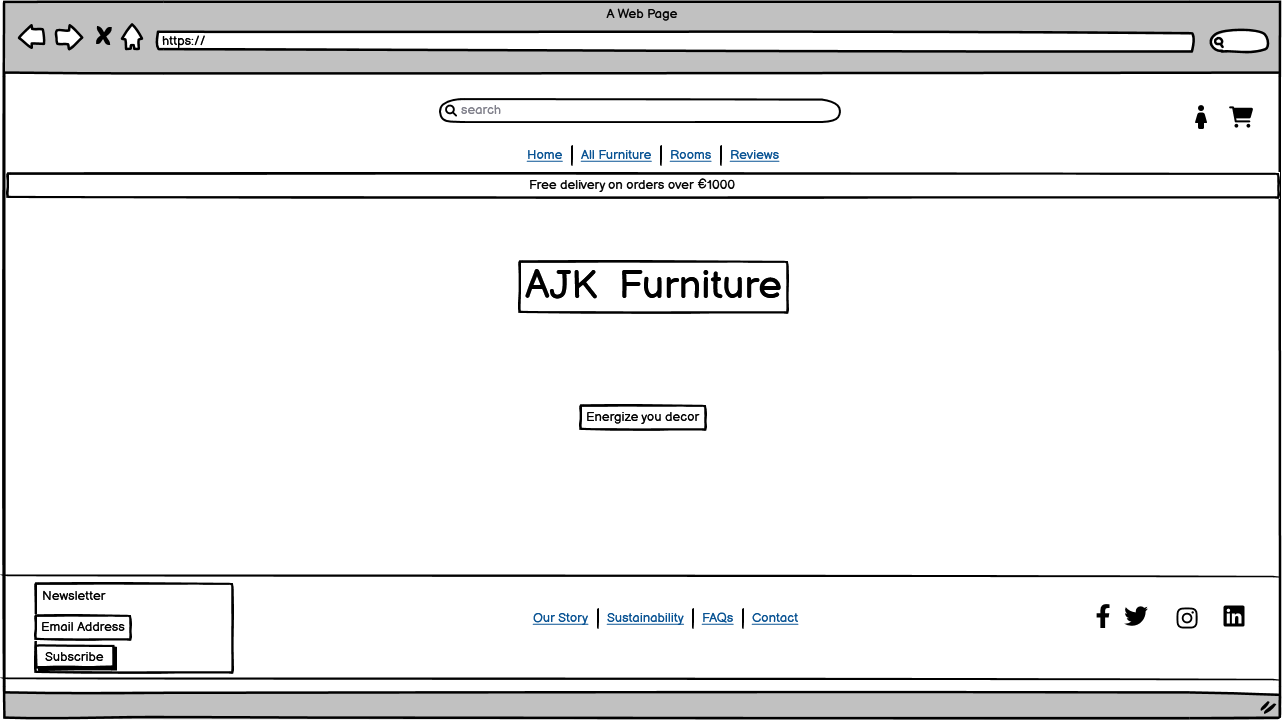 A Web Page
https://
search
Home All Furniture Rooms Reviews
Free delivery on orders over €1000
AJK Furniture
Energize you decor
Newsletter
Email Address
Subscribe
Our Story Sustainability FAQs Contact